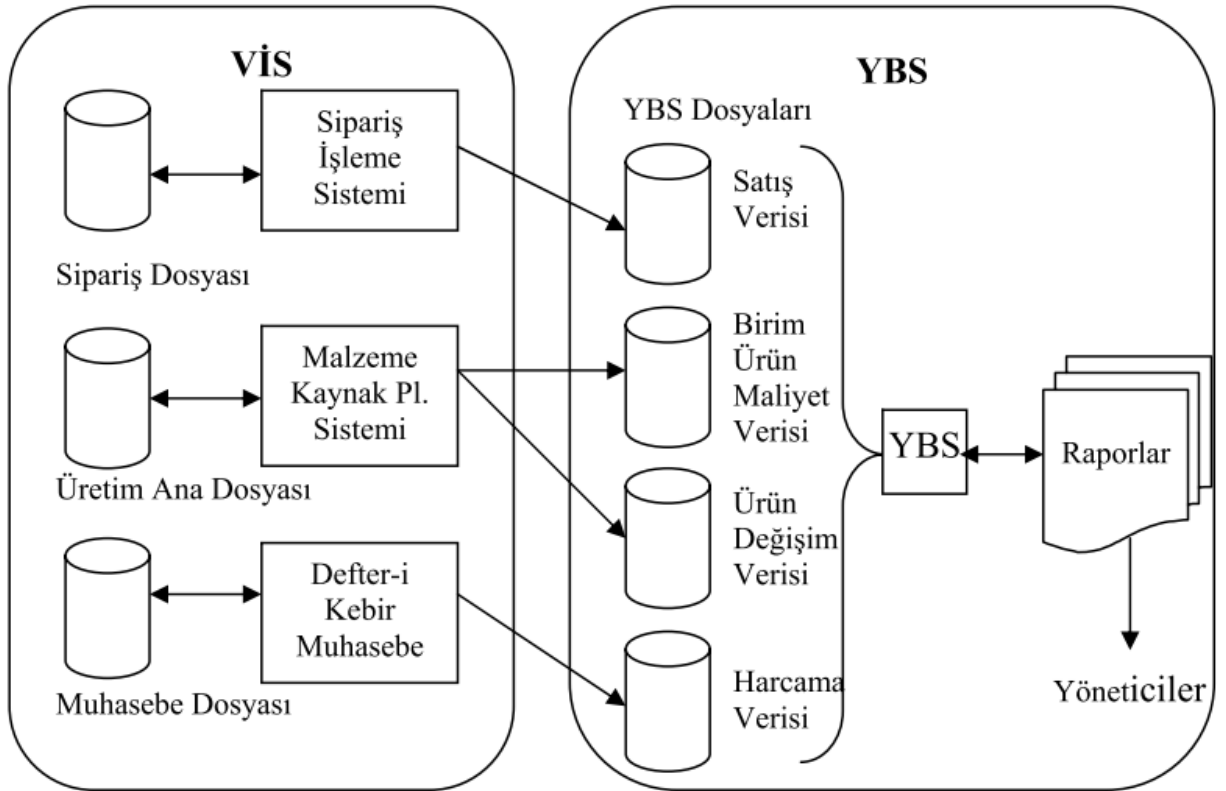 VİS
Sipariş
İşleme
Sistemi
Sipariş Dosyası
Malzeme
Kaynak Pl.
Sistemi
Üretim Ana Dosyası
Defter-i
Kebir
Muhasebe
Muhasebe Dosyası
YBS
YBS Dosyaları
Satış
Verisi
Birim
Ürün
Maliyet
Verisi
Ürün
Değişim
Verisi
Harcama
Verisi
YBS
Raporlar
Yöneticiler